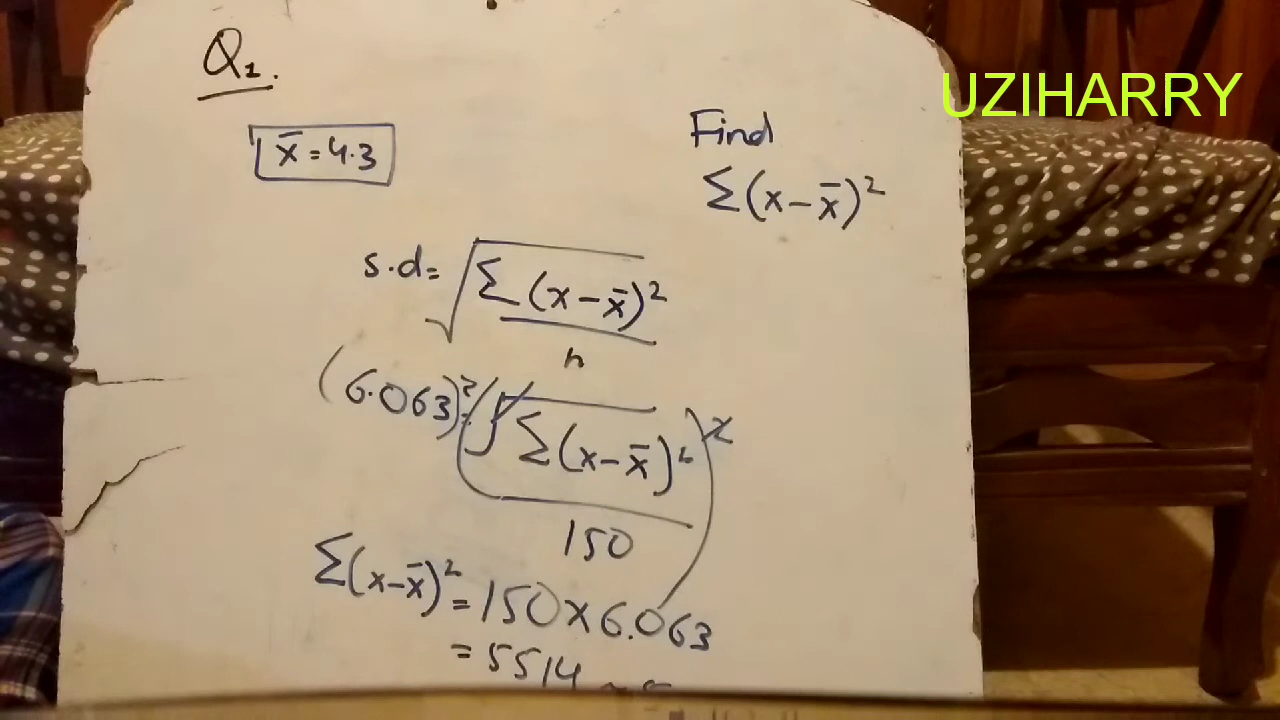 Q1.
UZIHARRY
x̄ = 4.3
Find
Σ(x-x̄)²
s.d = √Σ(x-x̄)²
n
(6.063)² = (√Σ(x-x̄)²)²
150
Σ(x-x̄)² = 150×6.063
= 5514